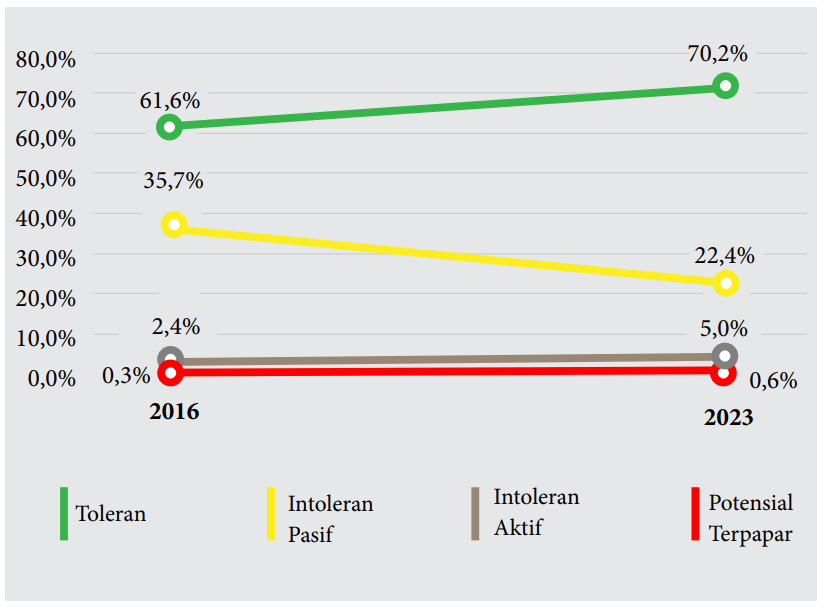 80,0%
70,0%
60,0%
50,0%
40,0%
30,0%
20,0%
10,0%
0,0%
61,6%
70,2%
35,7%
22,4%
2,4%
5,0%
0,3%
0,6%
2016
2023
Toleran
Intoleran
Pasif
Intoleran
Aktif
Potensial
Terpapar